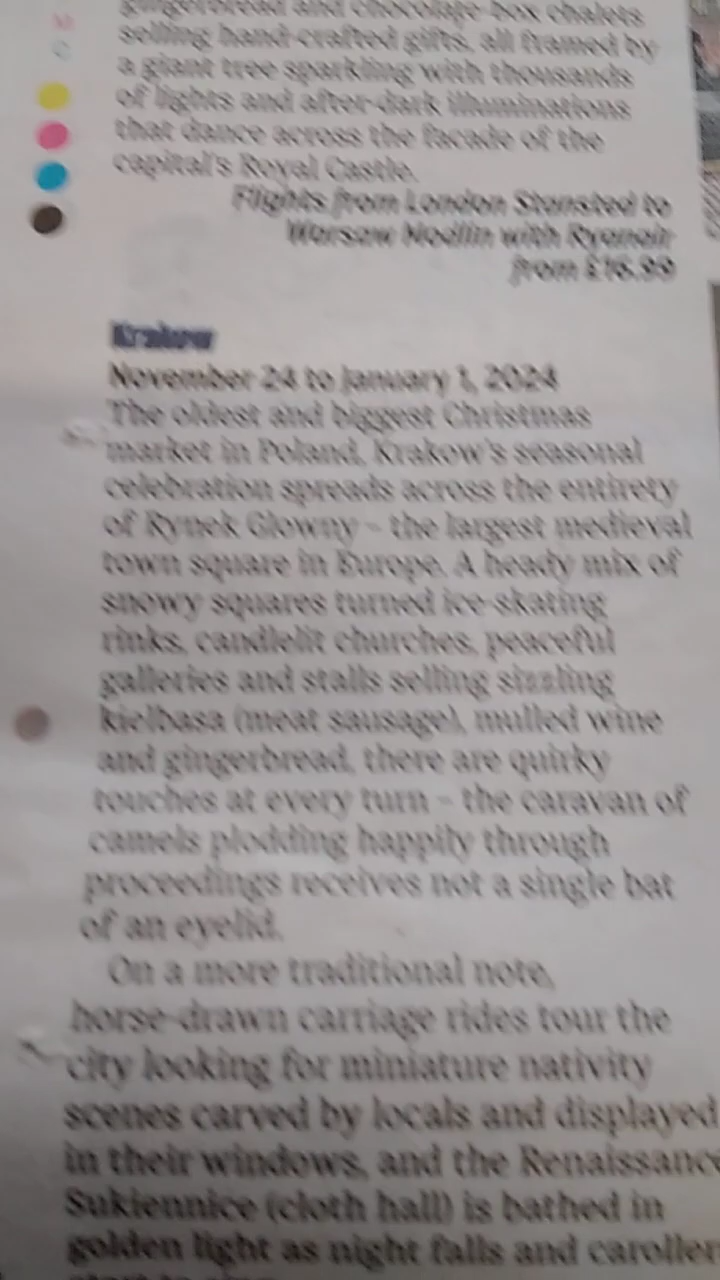 gingerbread and chocolate-box chalets
selling hand-crafted gifts, all framed by
a giant tree sparkling with thousands
of lights and after-dark illuminations
that dance across the facade of the
capital's Royal Castle.
Flights from London Stansted to
Warsaw Modlin with Ryanair
from £16.99
Krakow
November 24 to January 1, 2024
The oldest and biggest Christmas
market in Poland, Krakow's seasonal
celebration spreads across the entirety
of Rynek Glowny – the largest medieval
town square in Europe. A heady mix of
snowy squares turned ice-skating
rinks, candlelit churches, peaceful
galleries and stalls selling sizzling
kielbasa (meat sausage), mulled wine
and gingerbread, there are quirky
touches at every turn – the caravan of
camels plodding happily through
proceedings receives not a single bat
of an eyelid.
On a more traditional note,
horse-drawn carriage rides tour the
city looking for miniature nativity
scenes carved by locals and displayed
in their windows, and the Renaissance
Sukiennice (cloth hall) is bathed in
golden light as night falls and caroller